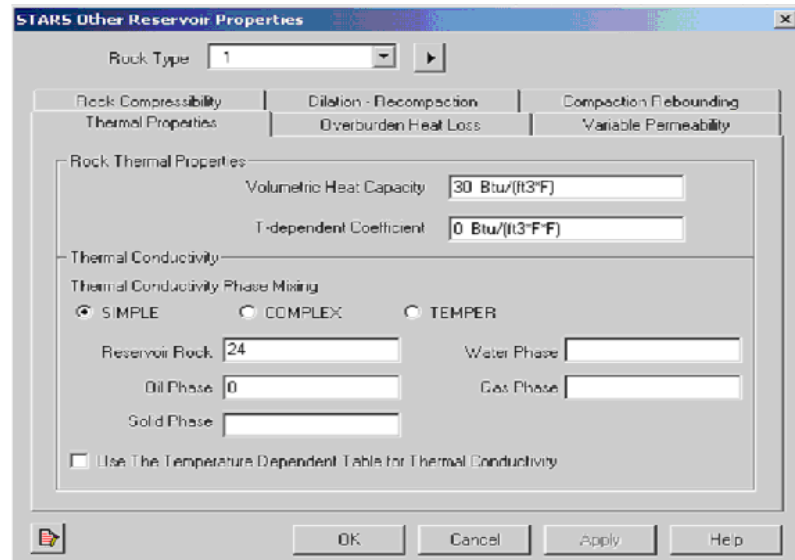 STARS Other Reservoir Properties
Rock Type 1
Rock Compressibility Dilation - Recompaction Compaction Rebounding
Thermal Properties Overburden Heat Loss Variable Permeability
Rock Thermal Properties
Volumetric Heat Capacity 30 Btu/(ft3*F)
T-dependent Coefficient 0 Btu/(ft3*F*F)
Thermal Conductivity
Thermal Conductivity Phase Mixing
SIMPLE COMPLEX TEMPER
Reservoir Rock 24 Water Phase
Oil Phase 0 Gas Phase
Solid Phase
Use The Temperature Dependent Table for Thermal Conductivity
OK Cancel Apply Help